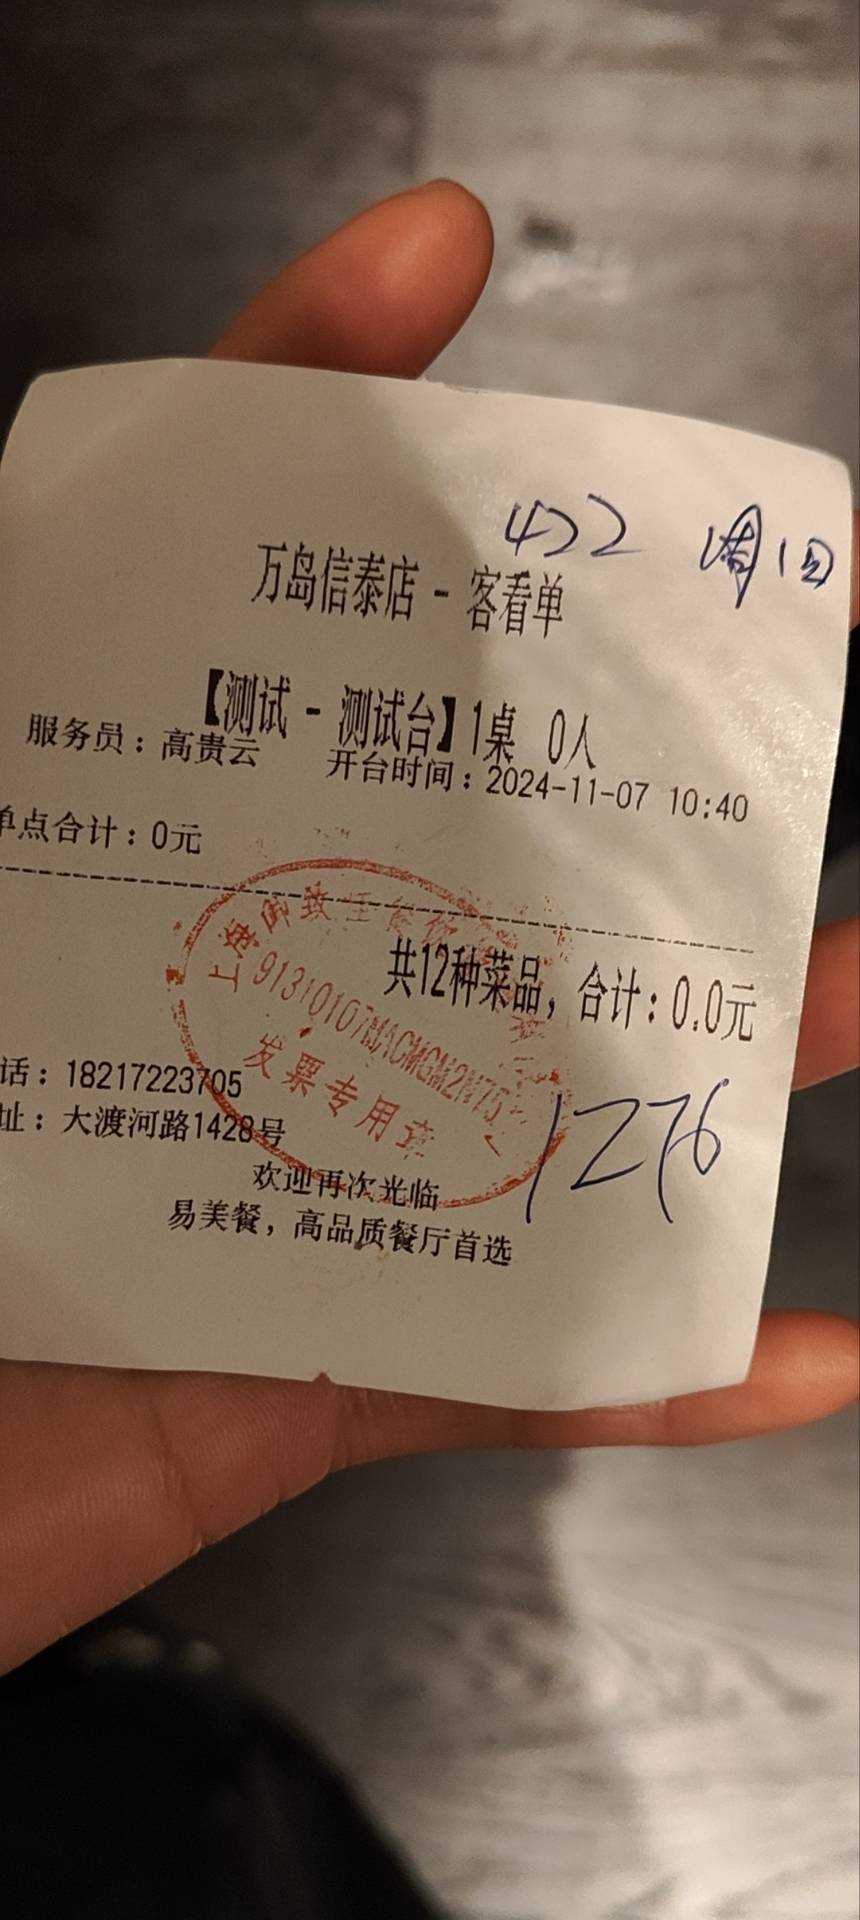 422
万岛信泰店 - 客看单
【测试 - 测试台】1桌 0人
服务员：高贵云 开台时间：2024-11-07 10:40
单点合计：0元
共12种菜品，合计：0.0元
上海
发票专用章
话：18217223705
址：大渡河路1428号
1276
欢迎再次光临
易美餐，高品质餐厅首选